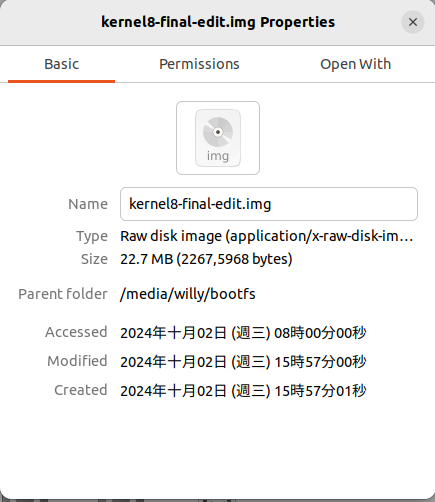 kernel8-final-edit.img Properties
Basic Permissions Open With
img
Name kernel8-final-edit.img
Type Raw disk image (application/x-raw-disk-im…
Size 22.7 MB (2267,5968 bytes)
Parent folder /media/willy/bootfs
Accessed 2024年十月02日 (週三) 08時00分00秒
Modified 2024年十月02日 (週三) 15時57分00秒
Created 2024年十月02日 (週三) 15時57分01秒